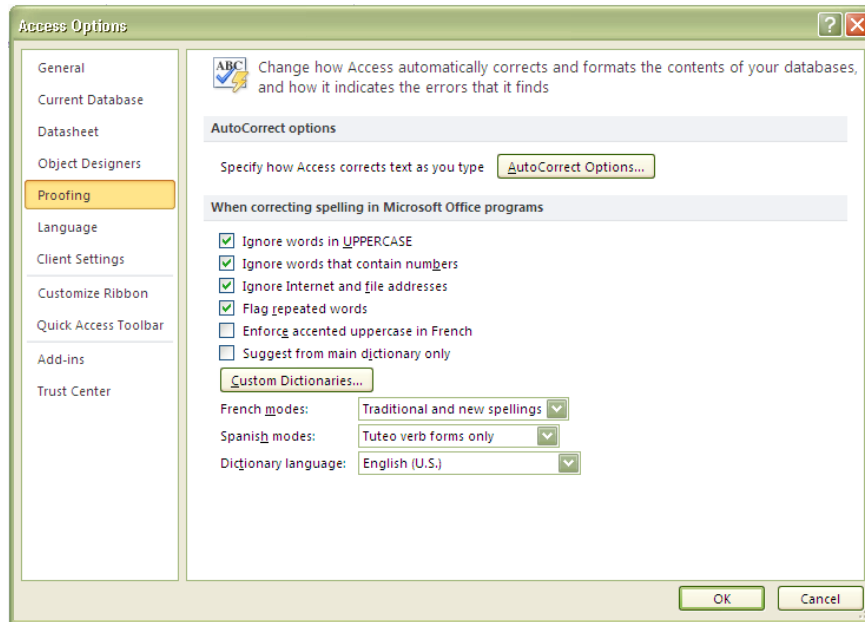 Access Options
General
Current Database
Datasheet
Object Designers
Proofing
Language
Client Settings
Customize Ribbon
Quick Access Toolbar
Add-ins
Trust Center
ABC
Change how Access automatically corrects and formats the contents of your databases,
and how it indicates the errors that it finds
AutoCorrect options
Specify how Access corrects text as you type AutoCorrect Options...
When correcting spelling in Microsoft Office programs
Ignore words in UPPERCASE
Ignore words that contain numbers
Ignore Internet and file addresses
Flag repeated words
Enforce accented uppercase in French
Suggest from main dictionary only
Custom Dictionaries...
French modes: Traditional and new spellings
Spanish modes: Tuteo verb forms only
Dictionary language: English (U.S.)
OK Cancel